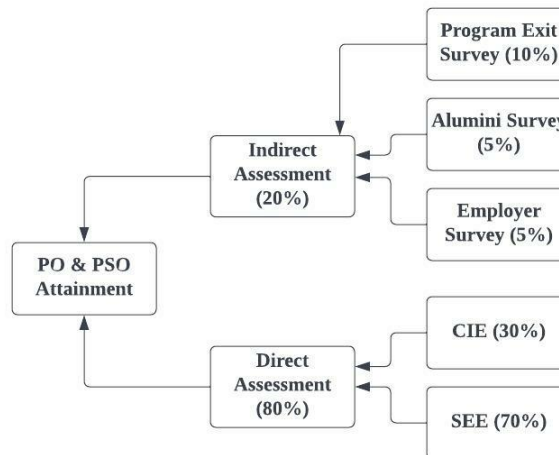 Program Exit
Survey (10%)
Alumini Survey
(5%)
Indirect
Assessment
(20%)
Employer
Survey (5%)
PO & PSO
Attainment
CIE (30%)
Direct
Assessment
(80%)
SEE (70%)